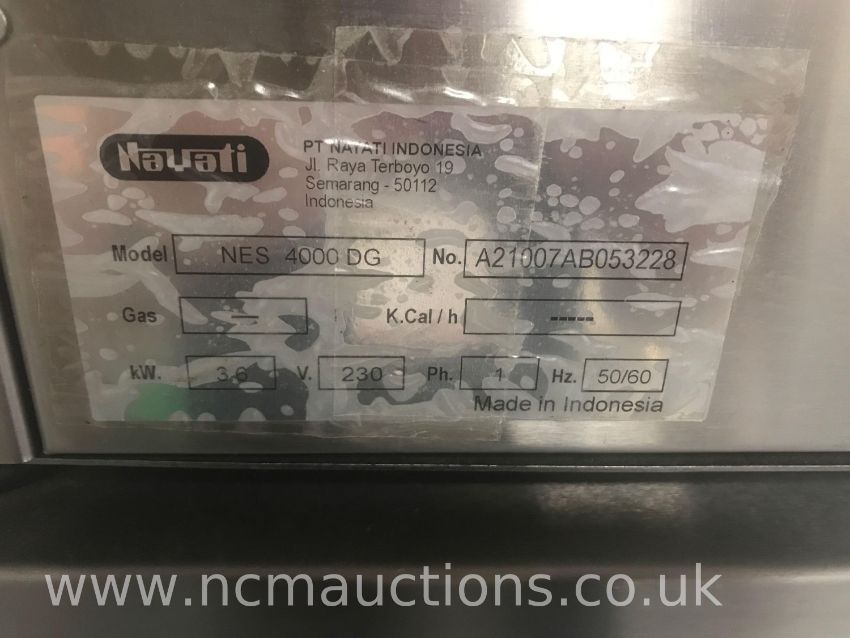 Nayati
PT NAYATI INDONESIA
Jl. Raya Terboyo 19
Semarang - 50112
Indonesia
Model NES 4000 DG No. A21007AB053228
Gas - K.Cal / h -----
kW. 3.6 V. 230 Ph. 1 Hz. 50/60
Made in Indonesia
www.ncmauctions.co.uk